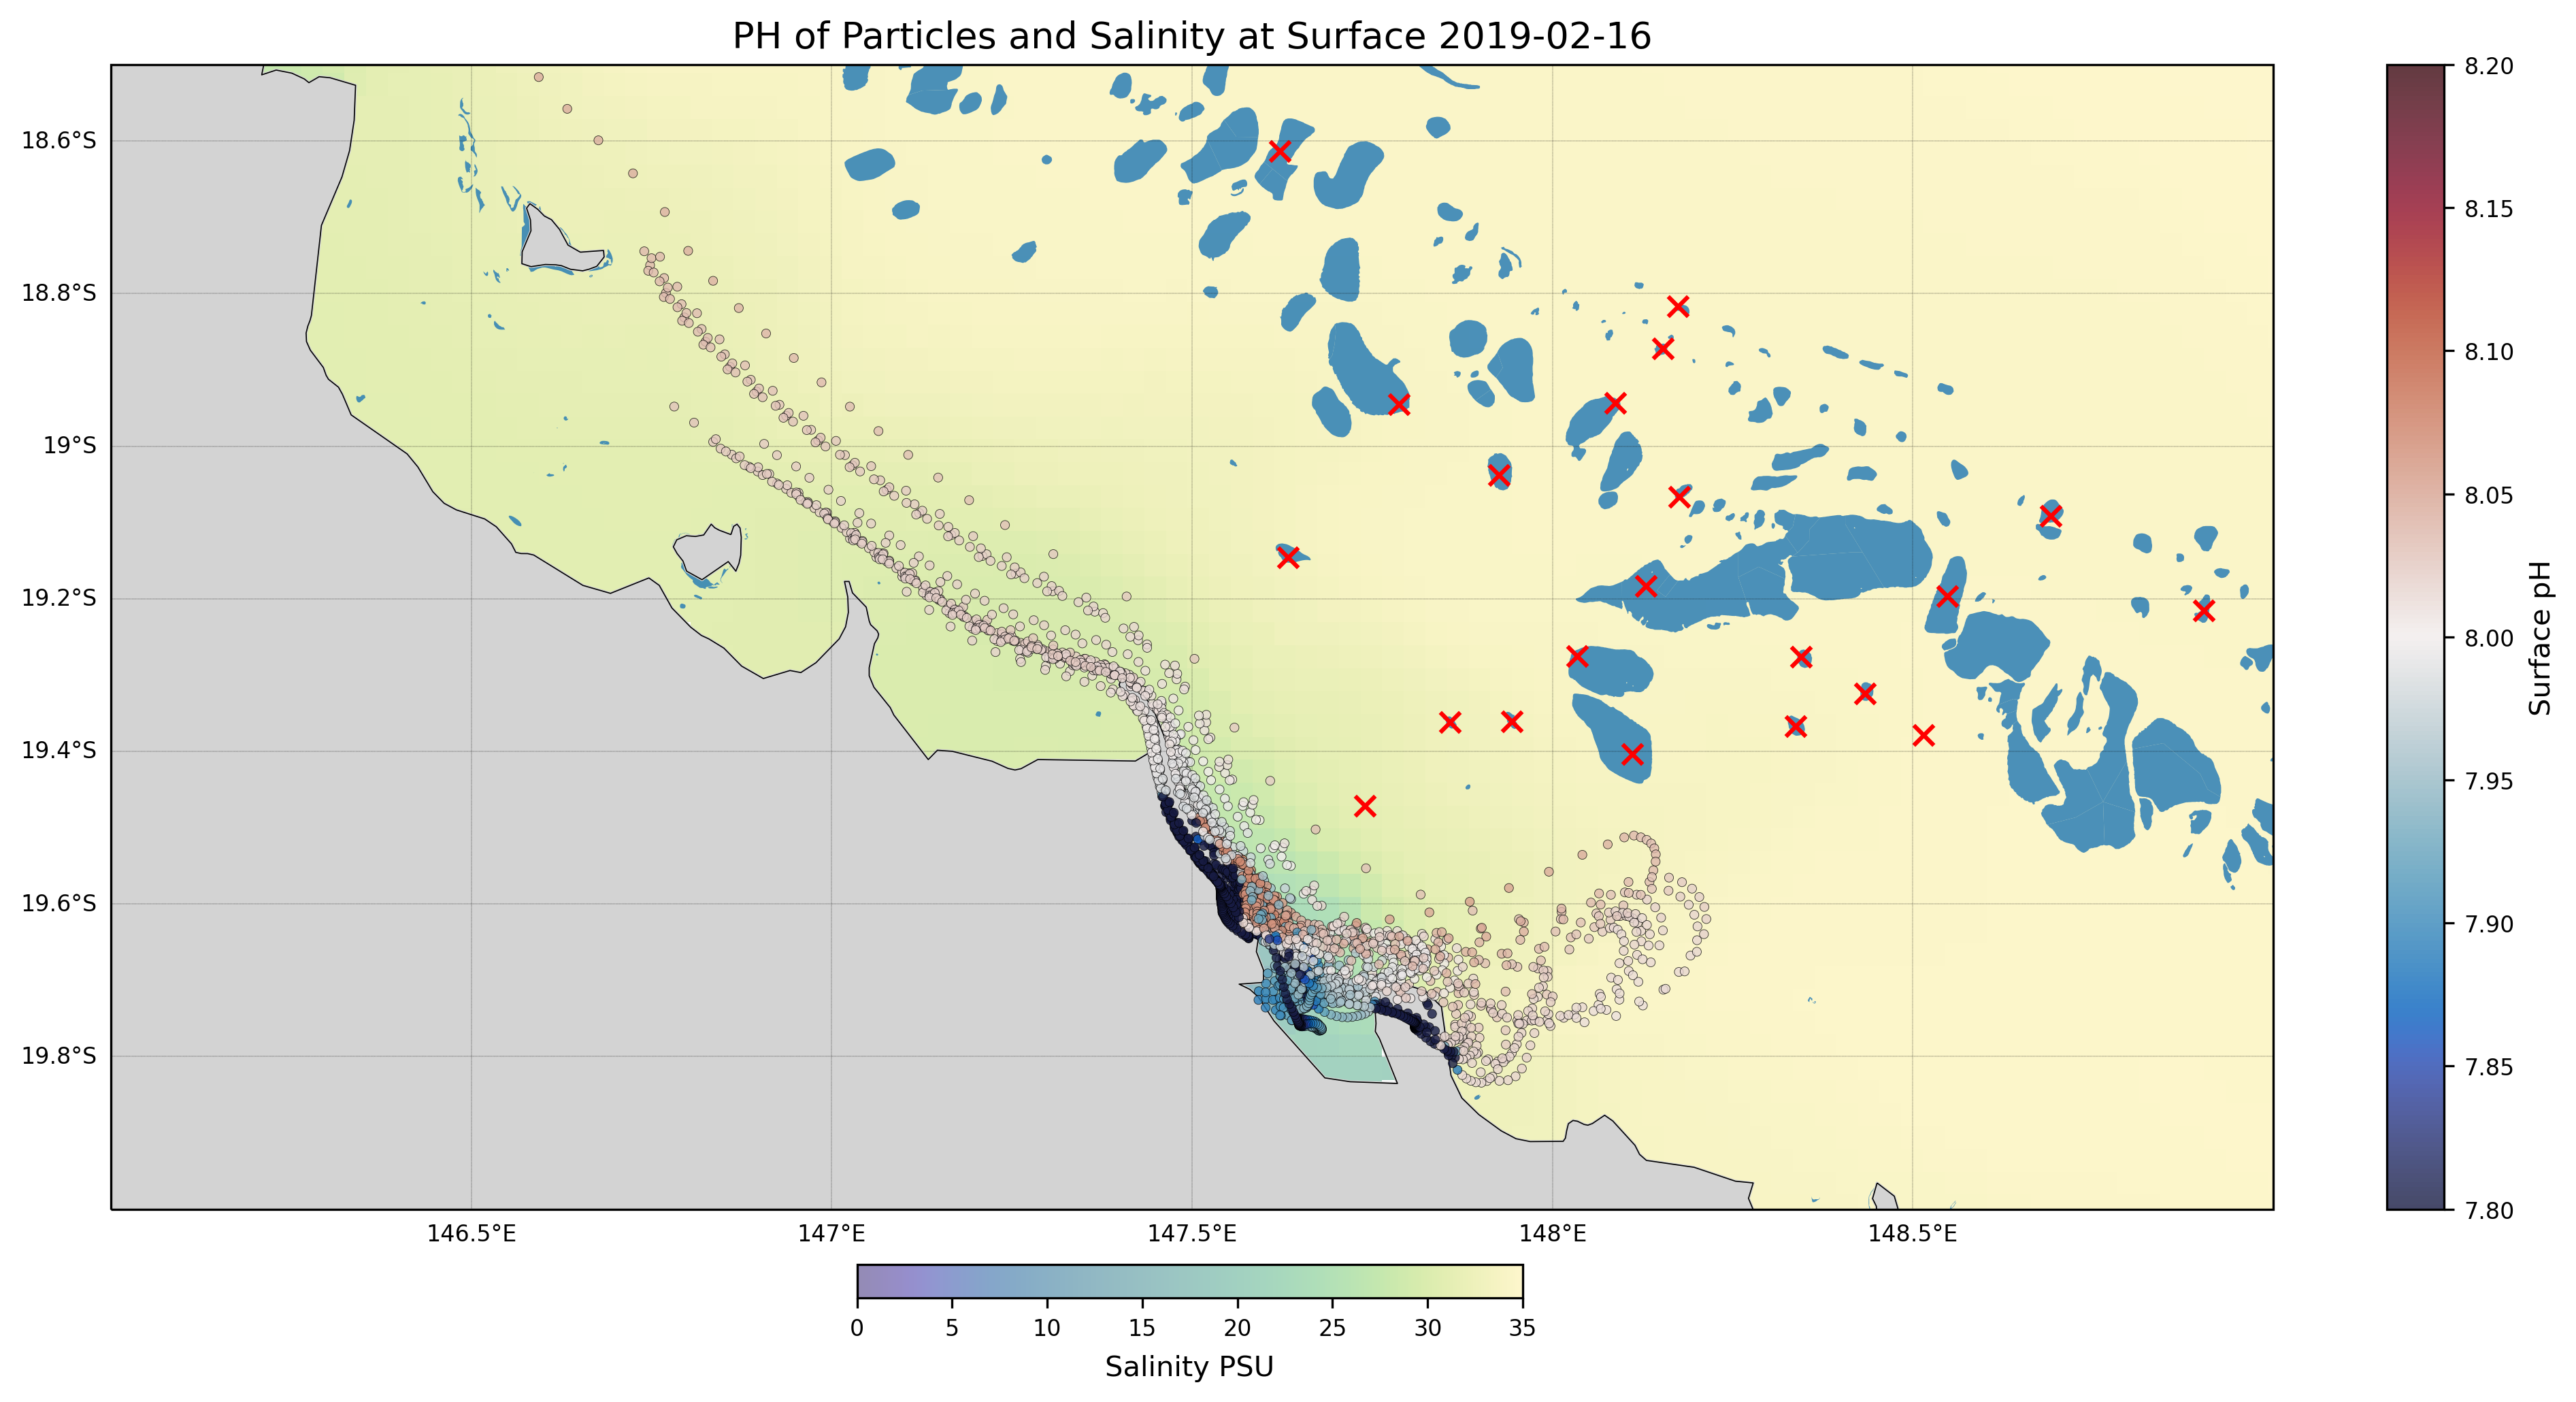 PH of Particles and Salinity at Surface 2019-02-16
18.6°S
18.8°S
19°S
19.2°S
19.4°S
19.6°S
19.8°S
146.5°E
147°E
147.5°E
148°E
148.5°E
8.20
8.15
8.10
8.05
8.00
7.95
7.90
7.85
7.80
Surface pH
0
5
10
15
20
25
30
35
Salinity PSU